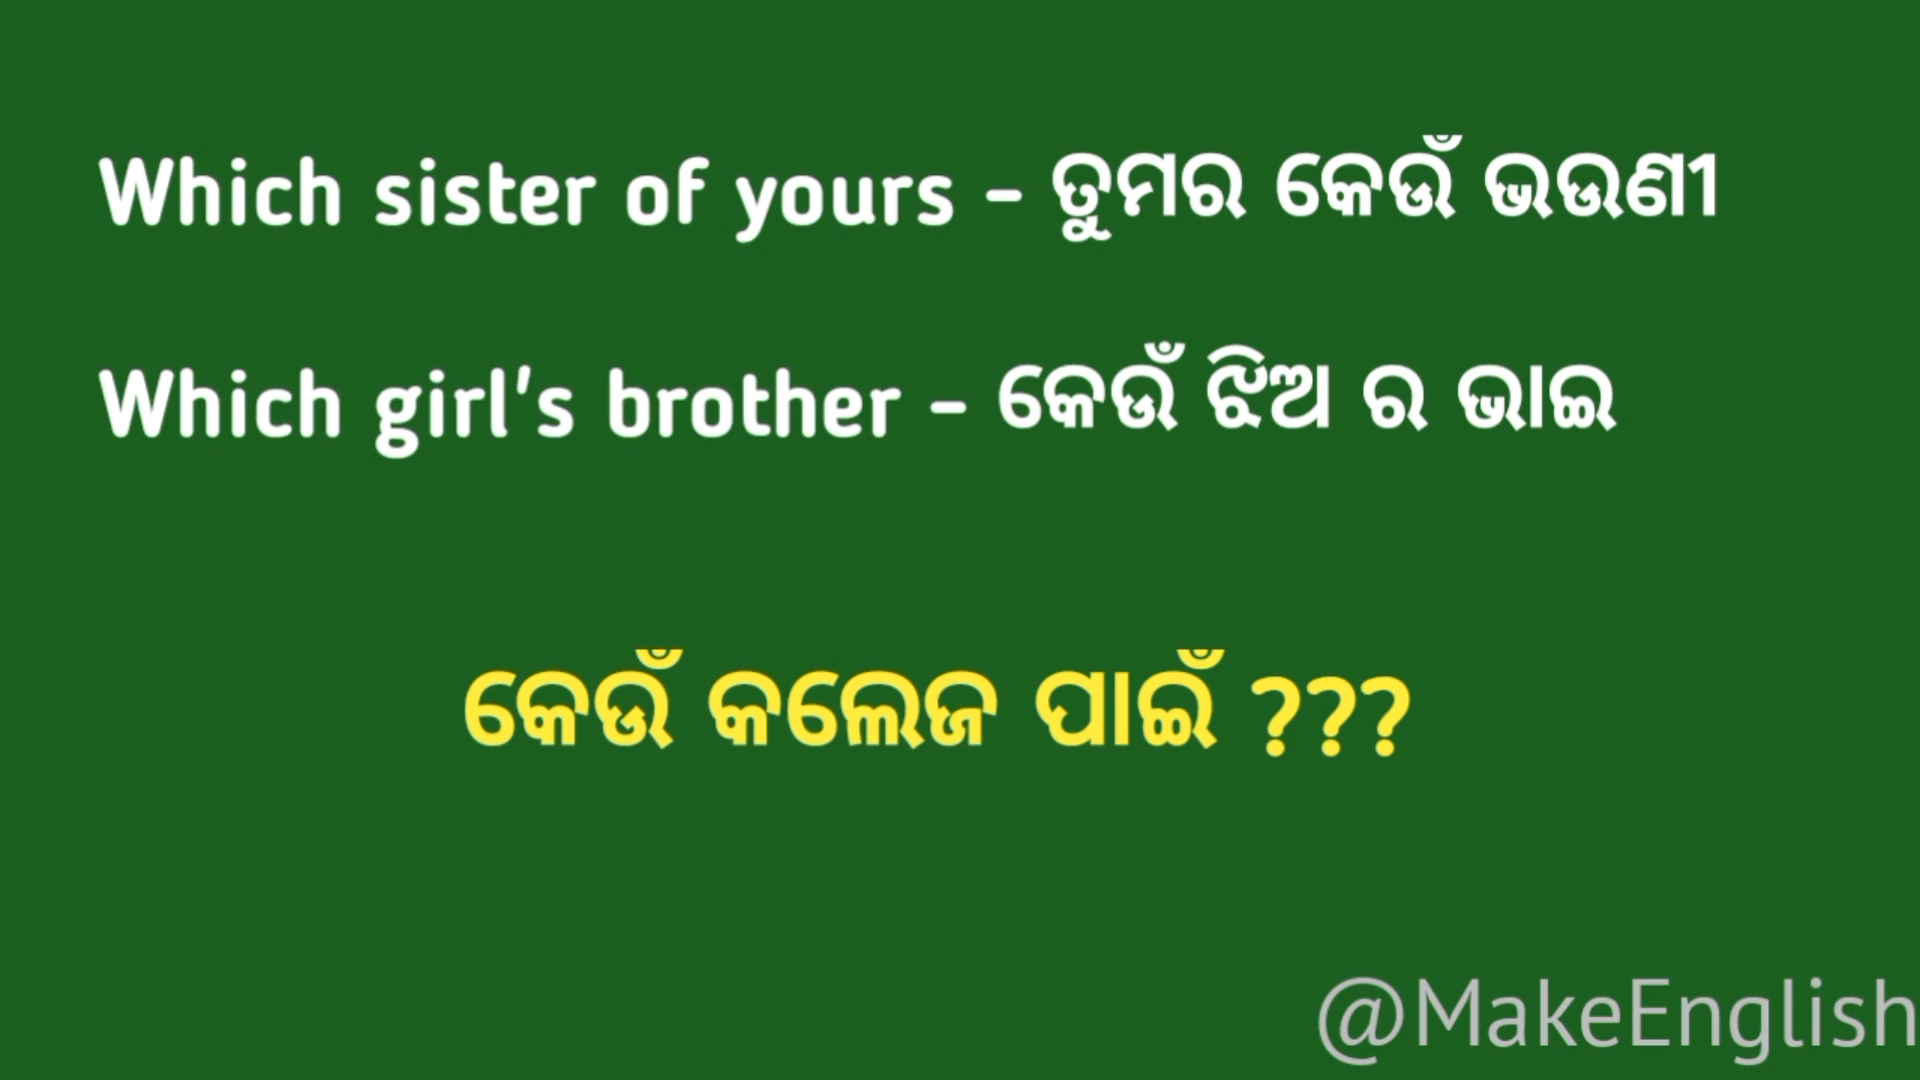 Which sister of yours - ତୁମର କେଉଁ ଭଉଣୀ
Which girl's brother - କେଉଁ ଝିଅ ର ଭାଇ
କେଉଁ କଲେଜ ପାଇଁ ???
@MakeEnglish